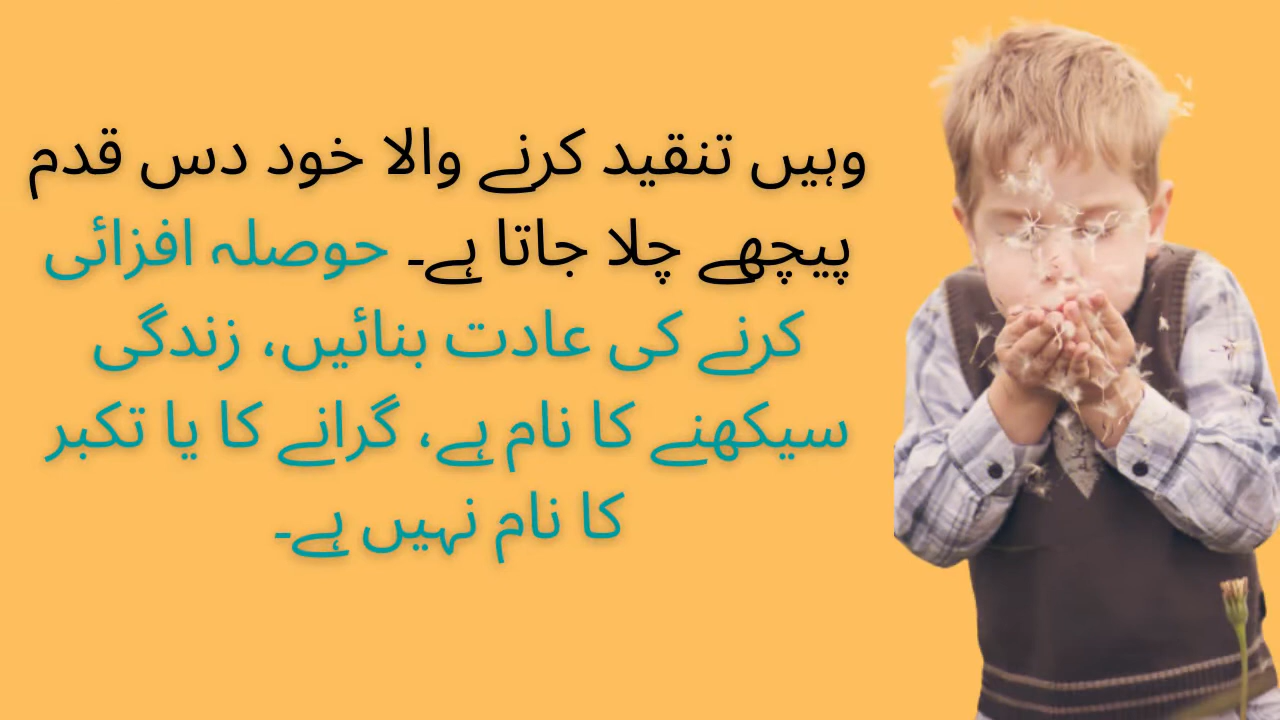 وہیں تنقید کرنے والا خود دس قدم
پیچھے چلا جاتا ہے۔ حوصلہ افزائی
کرنے کی عادت بنائیں، زندگی
سیکھنے کا نام ہے، گرانے کا یا تکبر
کا نام نہیں ہے۔